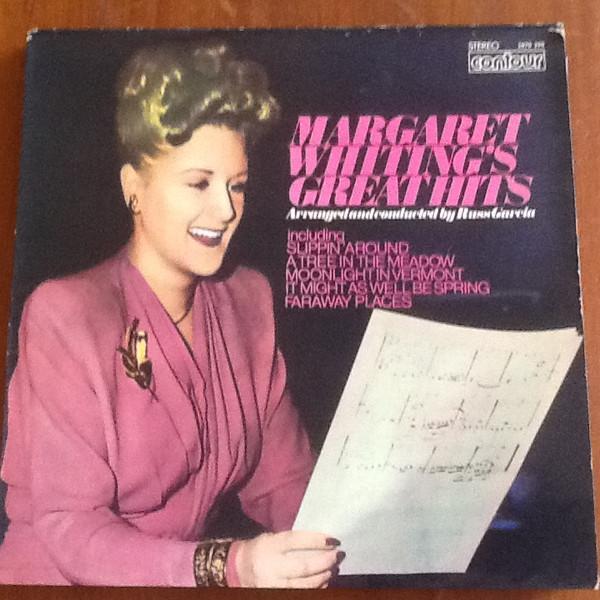 STEREO
contour
MARGARET
WHITING'S
GREAT HITS
Arranged and conducted by Russ Garcia
including
SLIPPIN' AROUND
A TREE IN THE MEADOW
MOONLIGHT IN VERMONT
IT MIGHT AS WELL BE SPRING
FARAWAY PLACES